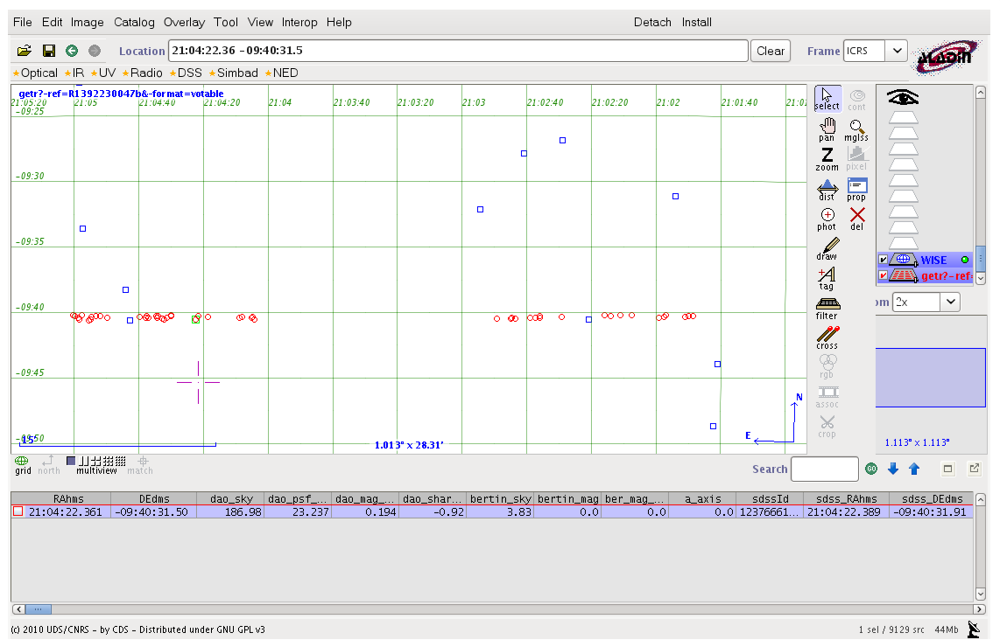 File Edit Image Catalog Overlay Tool View Interop Help Detach Install
Location 21:04:22.36 -09:40:31.5 Clear Frame ICRS
ALADIN
Optical IR UV Radio DSS Simbad NED
getr?-ref=R1392230047b&-format=votable
21:05:20 21:05 21:04:40 21:04:20 21:04 21:03:40 21:03:20 21:03 21:02:40 21:02:20 21:02 21:01:40 21:01
-09:25
-09:30
-09:35
-09:40
-09:45
-09:50
15'
1.013° x 28.31'
N
E
select cont
pan mglss
zoom pixel
dist prop
phot del
draw
tag
filter
cross
rgb
assoc
crop
WISE
getr?-ref=
om 2x
1.113° x 1.113°
grid north multiview match
Search GO
RAhms DEdms dao_sky dao_psf_... dao_mag_... dao_shar... bertin_sky bertin_mag ber_mag_... a_axis sdssId sdss_RAhms sdss_DEdms
21:04:22.361 -09:40:31.50 186.98 23.237 0.194 -0.92 3.83 0.0 0.0 0.0 12376661... 21:04:22.389 -09:40:31.91
(c) 2010 UDS/CNRS - by CDS - Distributed under GNU GPL v3 1 sel / 9129 src 44Mb